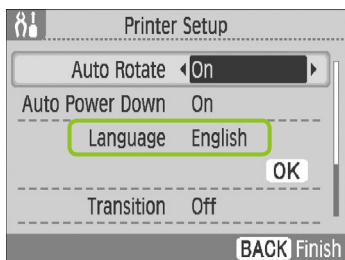 Printer Setup
Auto Rotate On
Auto Power Down On
Language English
OK
Transition Off
BACK Finish